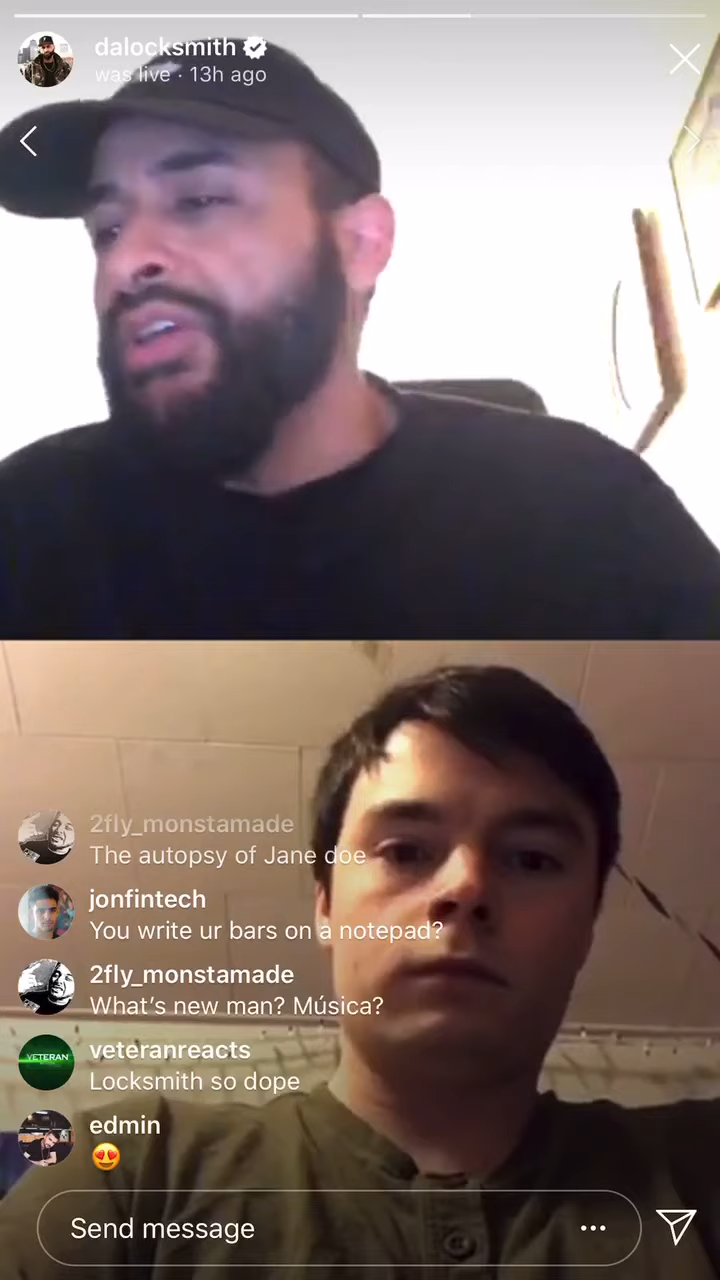 dalocksmith
was live · 13h ago
2fly_monstamade
The autopsy of Jane doe
jonfintech
You write ur bars on a notepad?
2fly_monstamade
What's new man? Música?
VETERAN
veteranreacts
Locksmith so dope
edmin
😍
Send message